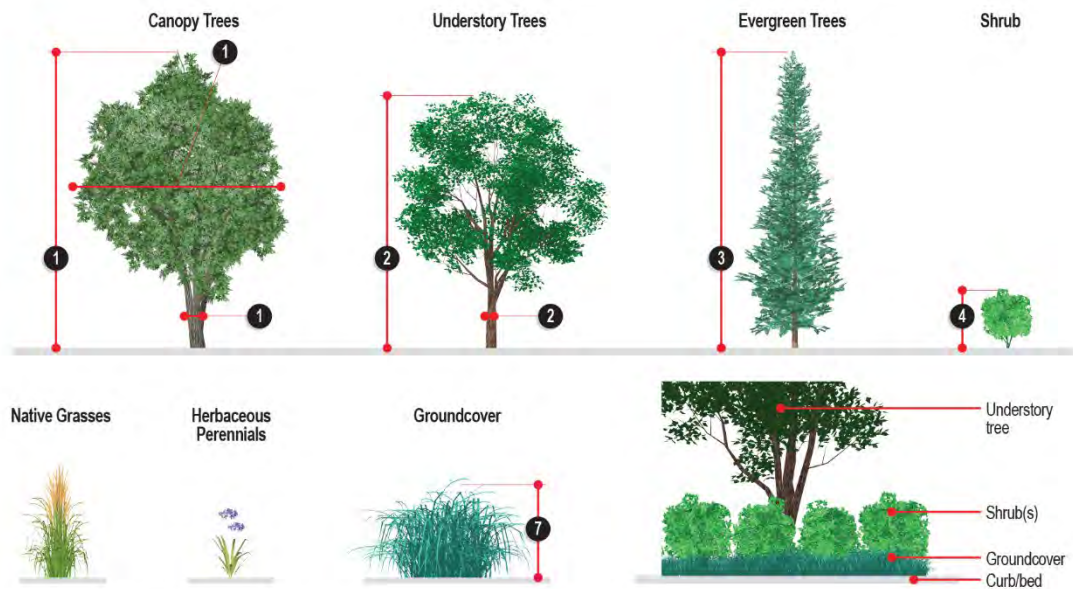 Canopy Trees
Understory Trees
Evergreen Trees
Shrub
1
1
1
2
2
3
4
Native Grasses
Herbaceous
Perennials
Groundcover
7
Understory
tree
Shrub(s)
Groundcover
Curb/bed